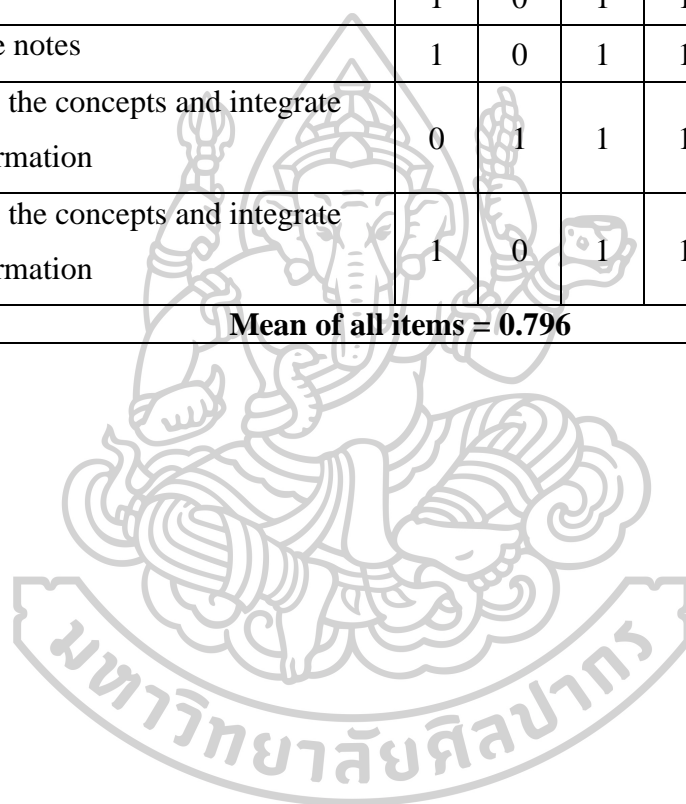 1 0 1 1
e notes 1 0 1 1
the concepts and integrate
rmation
0 1 1 1
the concepts and integrate
rmation
1 0 1 1
Mean of all items = 0.796
มหาวิทยาลัยศิลปากร